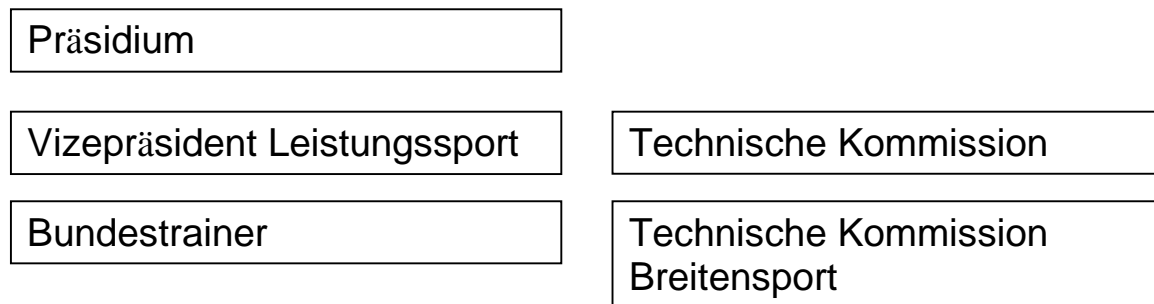 Präsidium
Vizepräsident Leistungssport
Technische Kommission
Bundestrainer
Technische Kommission
Breitensport